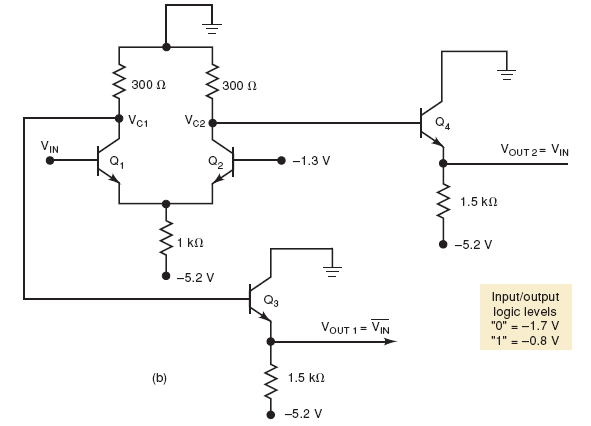 300 Ω
300 Ω
VC1
VC2
Q4
VIN
Q1
Q2
–1.3 V
VOUT 2 = VIN
1.5 kΩ
1 kΩ
–5.2 V
–5.2 V
Q3
Input/output
logic levels
"0" = –1.7 V
"1" = –0.8 V
VOUT 1 = V̅I̅N̅
(b)
1.5 kΩ
–5.2 V